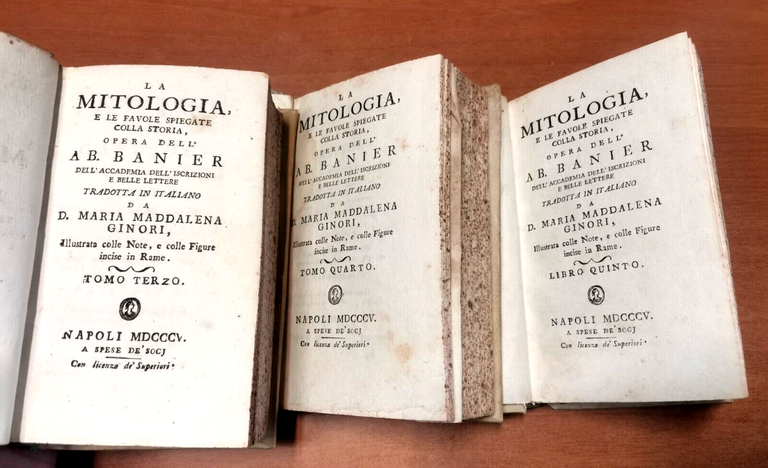 LA
MITOLOGIA,
E LE FAVOLE SPIEGATE
COLLA STORIA,
OPERA DELL'
AB. BANIER
DELL'ACCADEMIA DELL'ISCRIZIONI
E BELLE LETTERE
TRADOTTA IN ITALIANO
DA
D. MARIA MADDALENA
GINORI,
Illustrata colle Note, e colle Figure
incise in Rame.
TOMO TERZO.
NAPOLI MDCCCV.
A SPESE DE'SOCJ
Con licenza de' Superiori.
LA
MITOLOGIA,
E LE FAVOLE SPIEGATE
COLLA STORIA,
OPERA DELL'
AB. BANIER
DELL'ACCADEMIA DELL'ISCRIZIONI
E BELLE LETTERE
TRADOTTA IN ITALIANO
DA
D. MARIA MADDALENA
GINORI,
Illustrata colle Note, e colle Figure
incise in Rame.
TOMO QUARTO.
NAPOLI MDCCCV.
A SPESE DE'SOCJ
Con licenza de' Superiori.
LA
MITOLOGIA,
E LE FAVOLE SPIEGATE
COLLA STORIA,
OPERA DELL'
AB. BANIER
DELL'ACCADEMIA DELL'ISCRIZIONI
E BELLE LETTERE
TRADOTTA IN ITALIANO
DA
D. MARIA MADDALENA
GINORI,
Illustrata colle Note, e colle Figure
incise in Rame.
LIBRO QUINTO.
NAPOLI MDCCCV.
A SPESE DE'SOCJ
Con licenza de' Superiori.